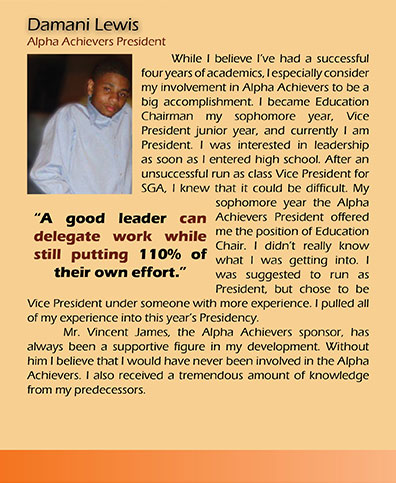 Damani Lewis
Alpha Achievers President
While I believe I've had a successful
four years of academics, I especially consider
my involvement in Alpha Achievers to be a
big accomplishment. I became Education
Chairman my sophomore year, Vice
President junior year, and currently I am
President. I was interested in leadership
as soon as I entered high school. After an
unsuccessful run as class Vice President for
SGA, I knew that it could be difficult. My
sophomore year the Alpha
Achievers President offered
me the position of Education
Chair. I didn't really know
what I was getting into. I
was suggested to run as
President, but chose to be
Vice President under someone with more experience. I pulled all
of my experience into this year's Presidency.
"A good leader can
delegate work while
still putting 110% of
their own effort."
Mr. Vincent James, the Alpha Achievers sponsor, has
always been a supportive figure in my development. Without
him I believe that I would have never been involved in the Alpha
Achievers. I also received a tremendous amount of knowledge
from my predecessors.